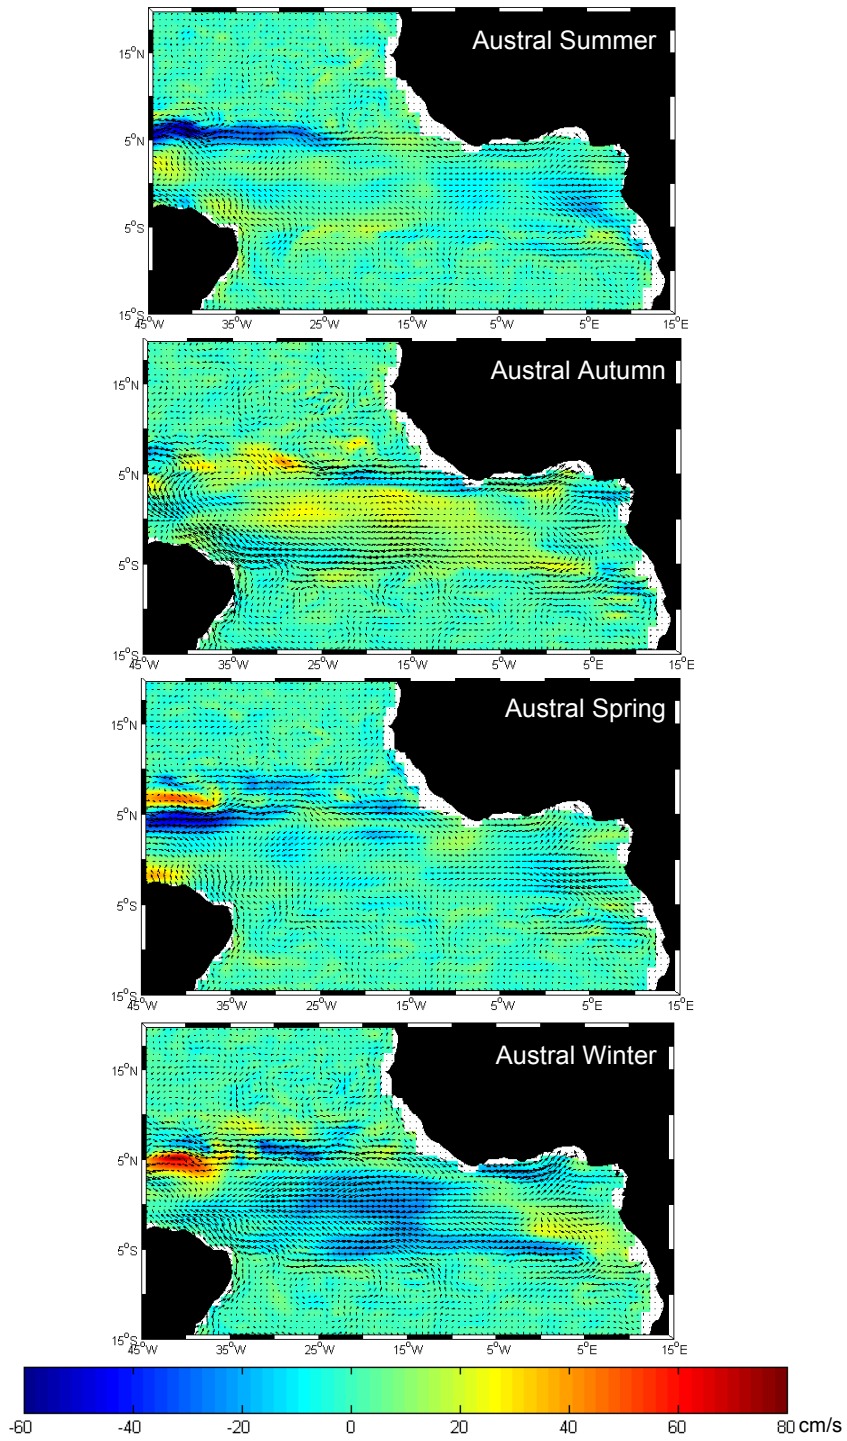 Austral Summer
15°N
5°N
5°S
15°S
45°W 35°W 25°W 15°W 5°W 5°E 15°E
Austral Autumn
15°N
5°N
5°S
15°S
45°W 35°W 25°W 15°W 5°W 5°E 15°E
Austral Spring
15°N
5°N
5°S
15°S
45°W 35°W 25°W 15°W 5°W 5°E 15°E
Austral Winter
15°N
5°N
5°S
15°S
45°W 35°W 25°W 15°W 5°W 5°E 15°E
-60 -40 -20 0 20 40 60 80 cm/s